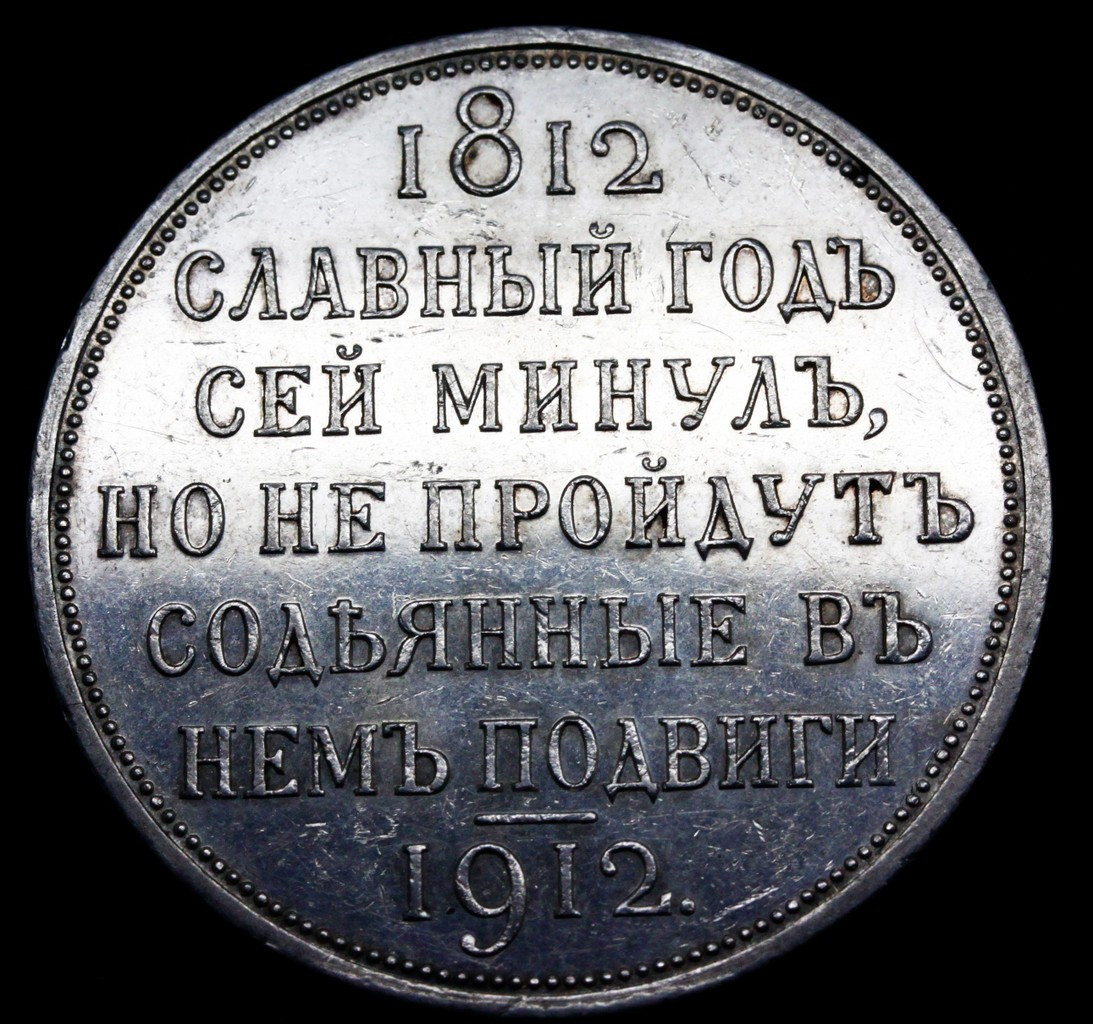 1812
СЛАВНЫЙ ГОДЪ
СЕЙ МИНУЛЪ,
НО НЕ ПРОЙДУТЪ
СОДѢЯННЫЕ ВЪ
НЕМЪ ПОДВИГИ
1912.